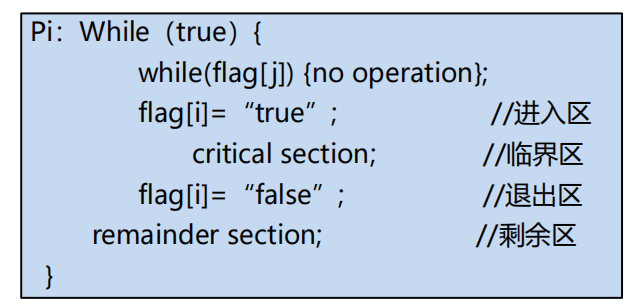 Pi：While（true）{
while(flag[j]) {no operation};
flag[i]=“true”; //进入区
critical section; //临界区
flag[i]=“false”; //退出区
remainder section; //剩余区
}